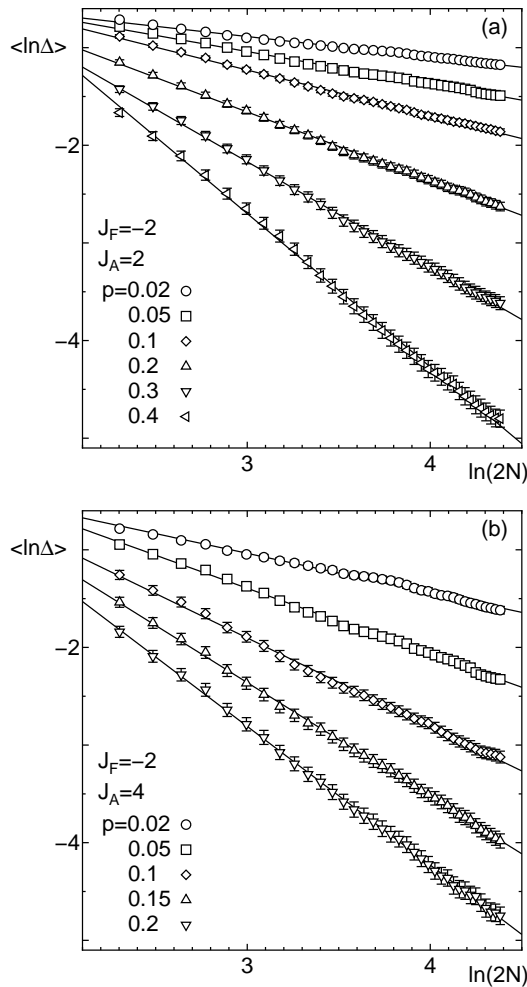 (a)
<lnΔ>
−2
J_F=−2
J_A=2
p=0.02
0.05
0.1
0.2
0.3
0.4
−4
3
4
ln(2N)
(b)
<lnΔ>
−2
J_F=−2
J_A=4
p=0.02
0.05
0.1
0.15
0.2
−4
3
4
ln(2N)